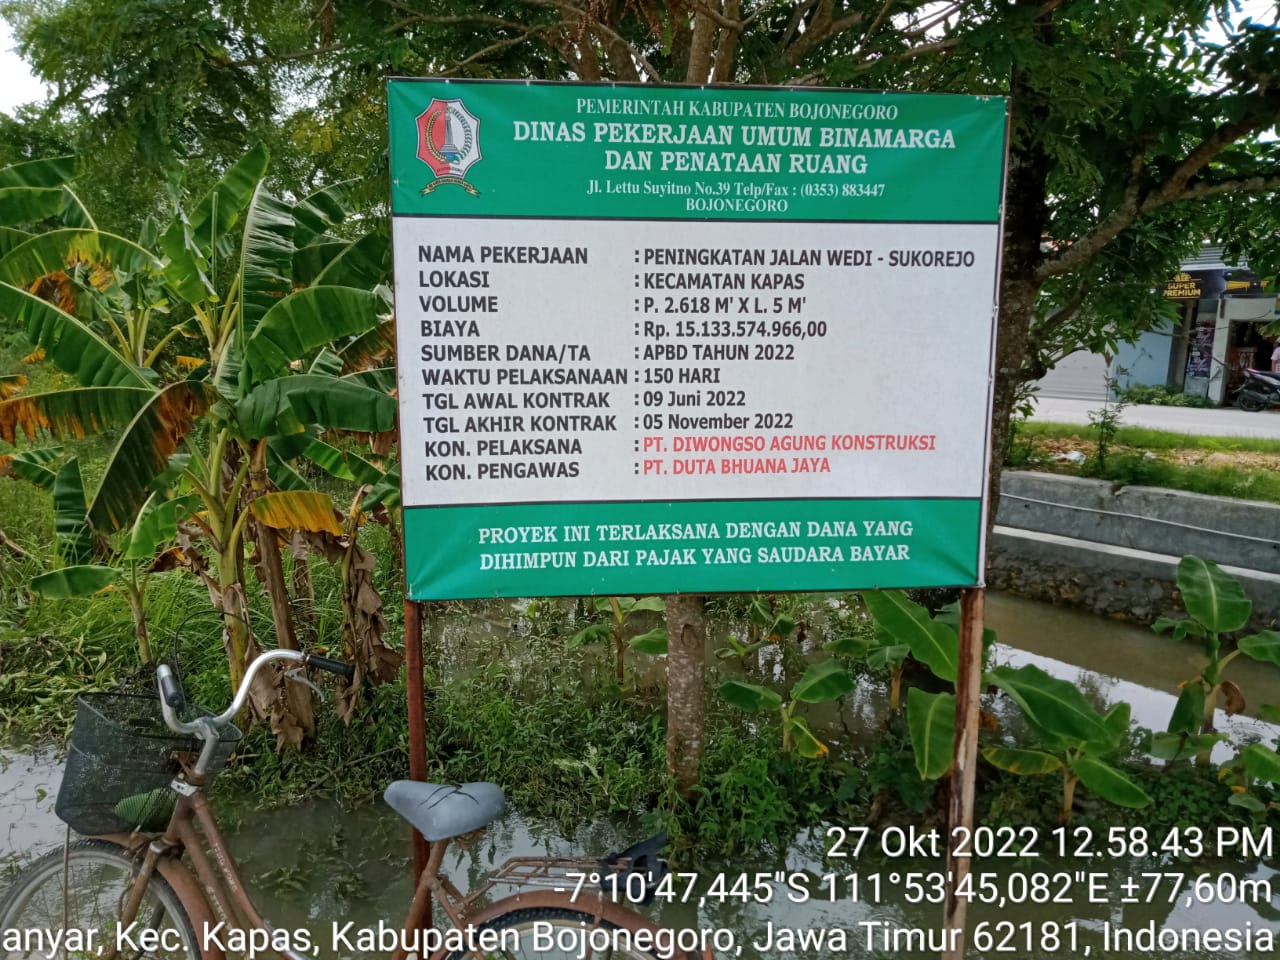 PEMERINTAH KABUPATEN BOJONEGORO
DINAS PEKERJAAN UMUM BINAMARGA
DAN PENATAAN RUANG
Jl. Lettu Suyitno No.39 Telp/Fax : (0353) 883447
BOJONEGORO
NAMA PEKERJAAN : PENINGKATAN JALAN WEDI - SUKOREJO
LOKASI : KECAMATAN KAPAS
VOLUME : P. 2.618 M' X L. 5 M'
BIAYA : Rp. 15.133.574.966,00
SUMBER DANA/TA : APBD TAHUN 2022
WAKTU PELAKSANAAN : 150 HARI
TGL AWAL KONTRAK : 09 Juni 2022
TGL AKHIR KONTRAK : 05 November 2022
KON. PELAKSANA : PT. DIWONGSO AGUNG KONSTRUKSI
KON. PENGAWAS : PT. DUTA BHUANA JAYA
PROYEK INI TERLAKSANA DENGAN DANA YANG
DIHIMPUN DARI PAJAK YANG SAUDARA BAYAR
SUPER
PREMIUM
27 Okt 2022 12.58.43 PM
-7°10'47,445"S 111°53'45,082"E ±77,60m
anyar, Kec. Kapas, Kabupaten Bojonegoro, Jawa Timur 62181, Indonesia